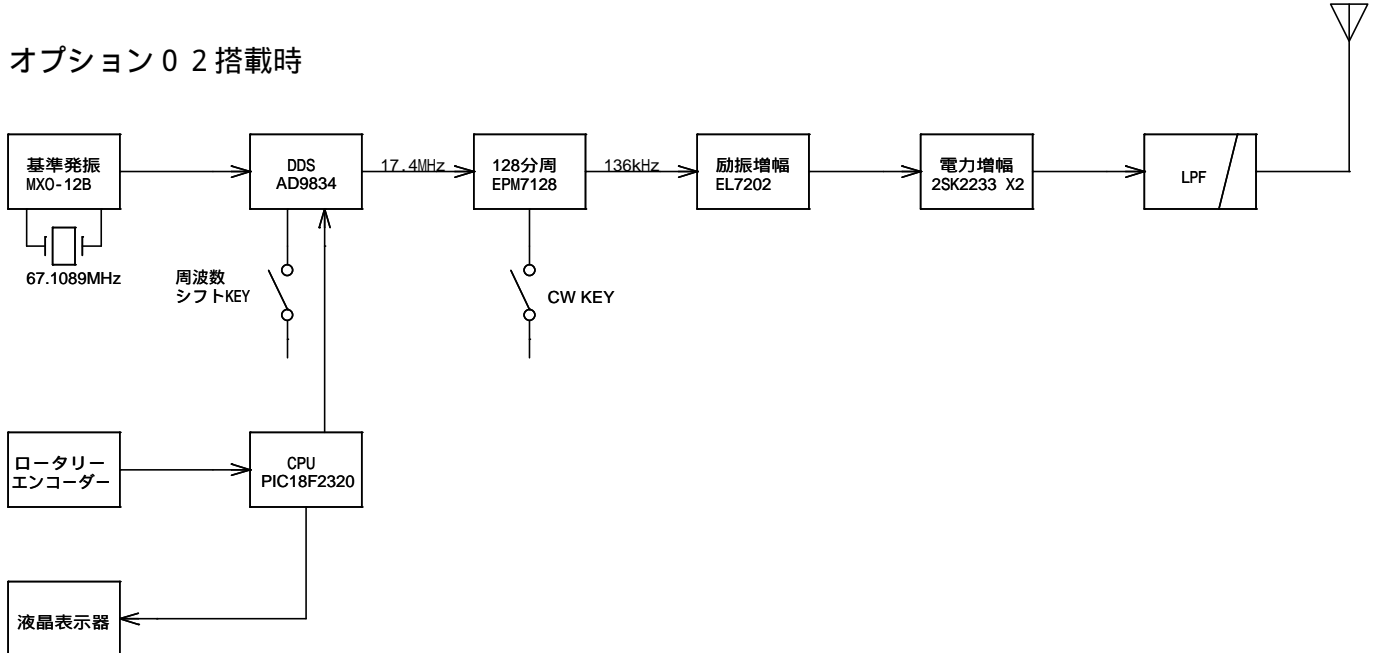 オプション０２搭載時
基準発振
MXO-12B
67.1089MHz
DDS
AD9834
17.4MHz
128分周
EPM7128
136kHz
励振増幅
EL7202
電力増幅
2SK2233 X2
LPF
周波数
シフトKEY
CW KEY
ロータリー
エンコーダー
CPU
PIC18F2320
液晶表示器